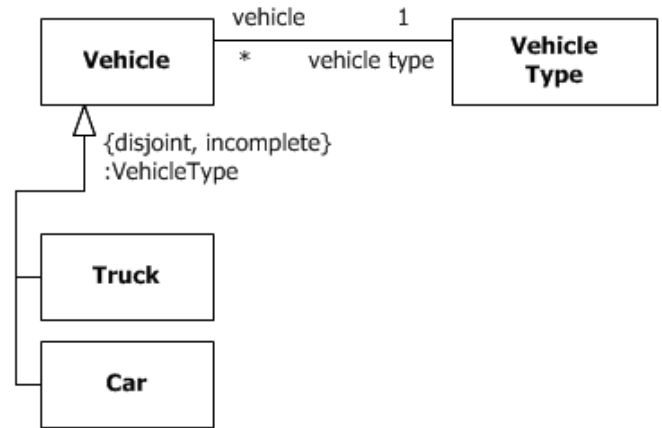 vehicle 1
Vehicle
* vehicle type
Vehicle
Type
{disjoint, incomplete}
:VehicleType
Truck
Car